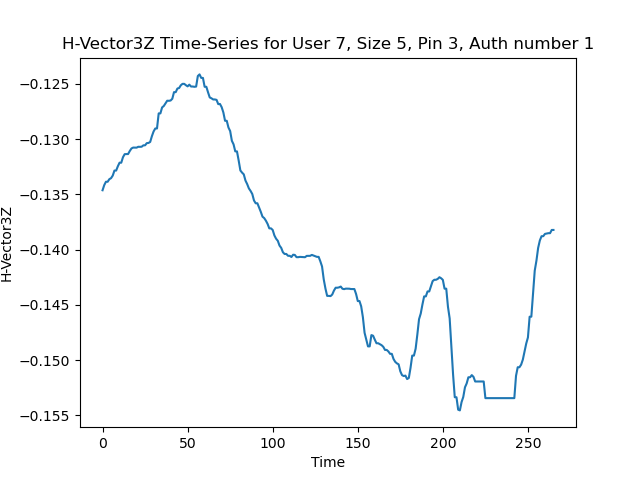 H-Vector3Z Time-Series for User 7, Size 5, Pin 3, Auth number 1
H-Vector3Z
−0.125
−0.130
−0.135
−0.140
−0.145
−0.150
−0.155
0 50 100 150 200 250
Time